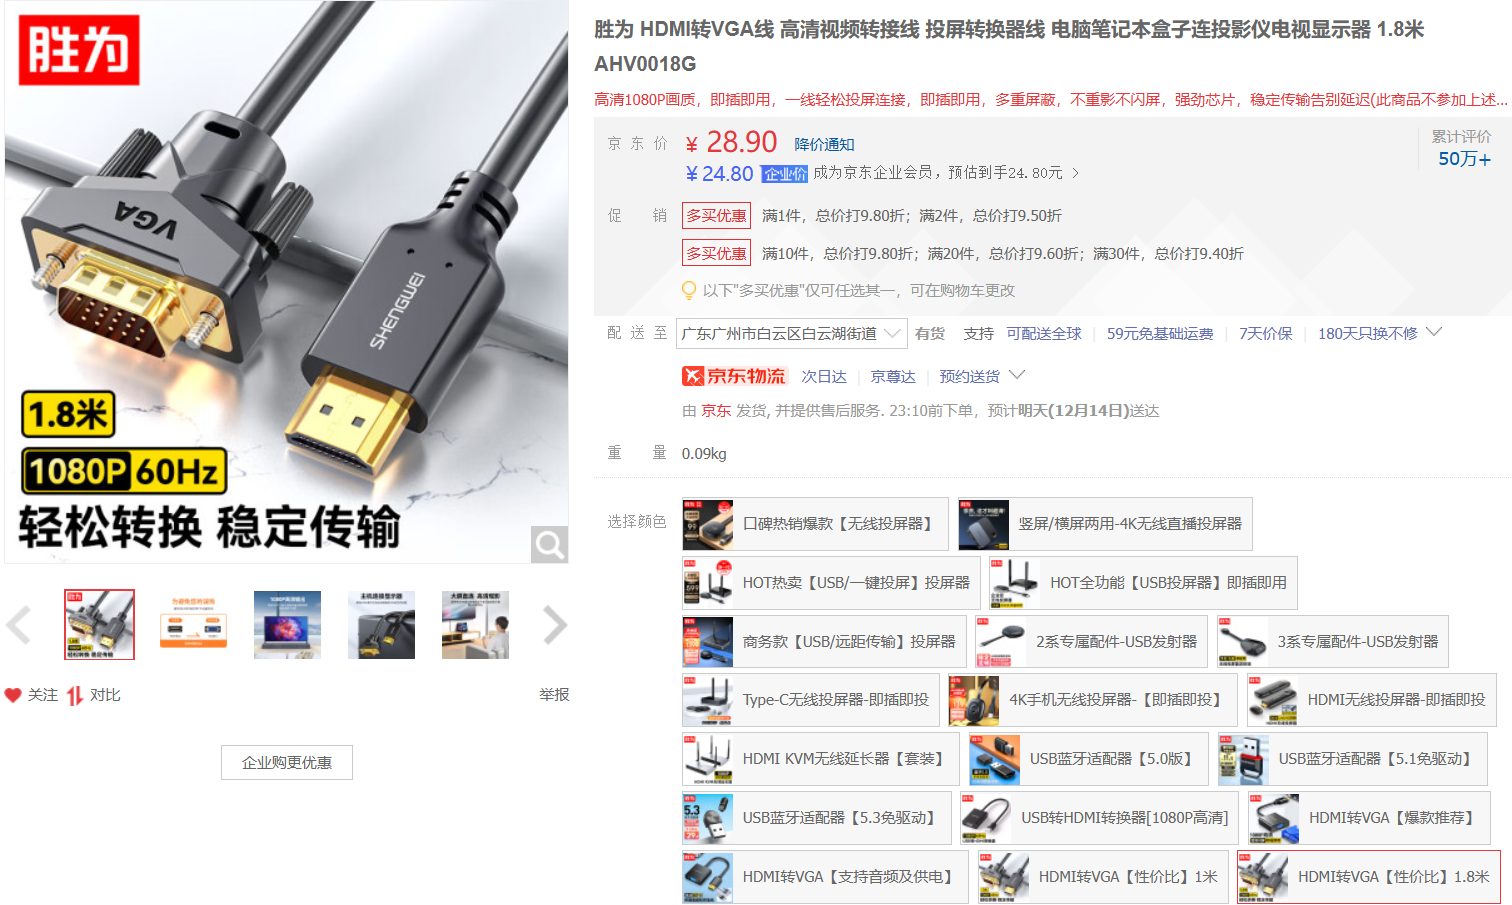 胜为
VGA
SHENGWEI
1.8米
1080P 60Hz
轻松转换 稳定传输
关注 对比
举报
企业购更优惠
胜为 HDMI转VGA线 高清视频转接线 投屏转换器线 电脑笔记本盒子连投影仪电视显示器 1.8米
AHV0018G
高清1080P画质，即插即用，一线轻松投屏连接，即插即用，多重屏蔽，不重影不闪屏，强劲芯片，稳定传输告别延迟(此商品不参加上述...
京东价 ￥ 28.90 降价通知
累计评价
50万+
￥24.80 企业价 成为京东企业会员，预估到手24.80元 >
促销 多买优惠 满1件，总价打9.80折；满2件，总价打9.50折
多买优惠 满10件，总价打9.80折；满20件，总价打9.60折；满30件，总价打9.40折
以下"多买优惠"仅可任选其一，可在购物车更改
配送至 广东广州市白云区白云湖街道 有货 支持 可配送全球 | 59元免基础运费 | 7天价保 | 180天只换不修
京东物流 次日达 | 京尊达 | 预约送货
由 京东 发货, 并提供售后服务. 23:10前下单，预计明天(12月14日)送达
重量 0.09kg
选择颜色
口碑热销爆款【无线投屏器】 竖屏/横屏两用-4K无线直播投屏器
HOT热卖【USB/一键投屏】投屏器 HOT全功能【USB投屏器】即插即用
商务款【USB/远距传输】投屏器 2系专属配件-USB发射器 3系专属配件-USB发射器
Type-C无线投屏器-即插即投 4K手机无线投屏器-【即插即投】 HDMI无线投屏器-即插即投
HDMI KVM无线延长器【套装】 USB蓝牙适配器【5.0版】 USB蓝牙适配器【5.1免驱动】
USB蓝牙适配器【5.3免驱动】 USB转HDMI转换器[1080P高清] HDMI转VGA【爆款推荐】
HDMI转VGA【支持音频及供电】 HDMI转VGA【性价比】1米 HDMI转VGA【性价比】1.8米